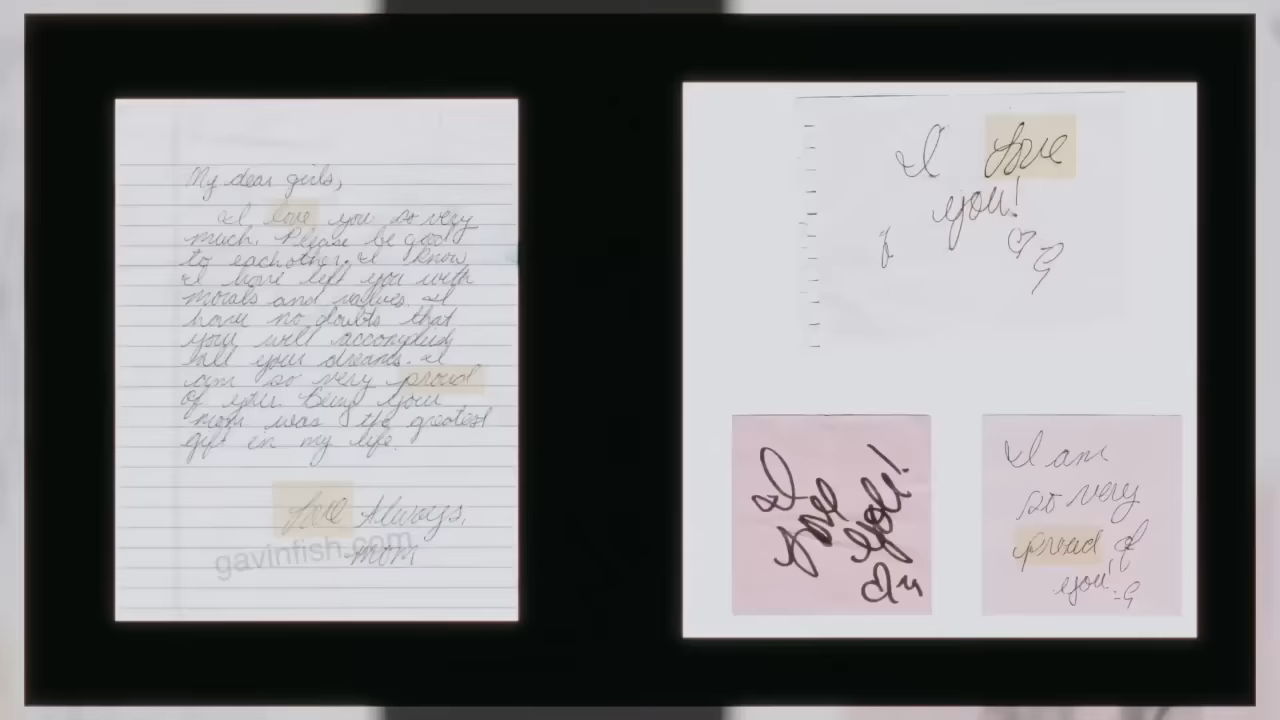 My dear girls,
I love you so very
much. Please be good
to eachother. I know
I have left you with
morals and values. I
have no doubts that
you will accomplish
all your dreams. I
am so very proud
of you. Being your
mom was the greatest
gift in my life.
Love Always,
mom
gavinfish.com
I love
you!
G
I
love
you!
I am
so very
proud of
you!
-G